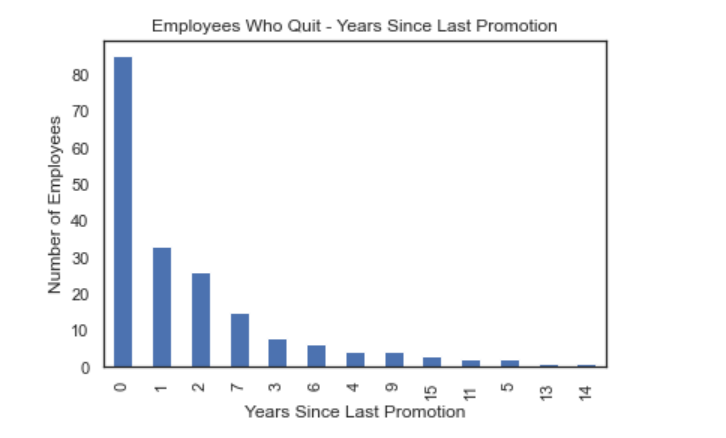 Employees Who Quit - Years Since Last Promotion
Number of Employees
80
70
60
50
40
30
20
10
0
0 1 2 7 3 6 4 9 15 11 5 13 14
Years Since Last Promotion